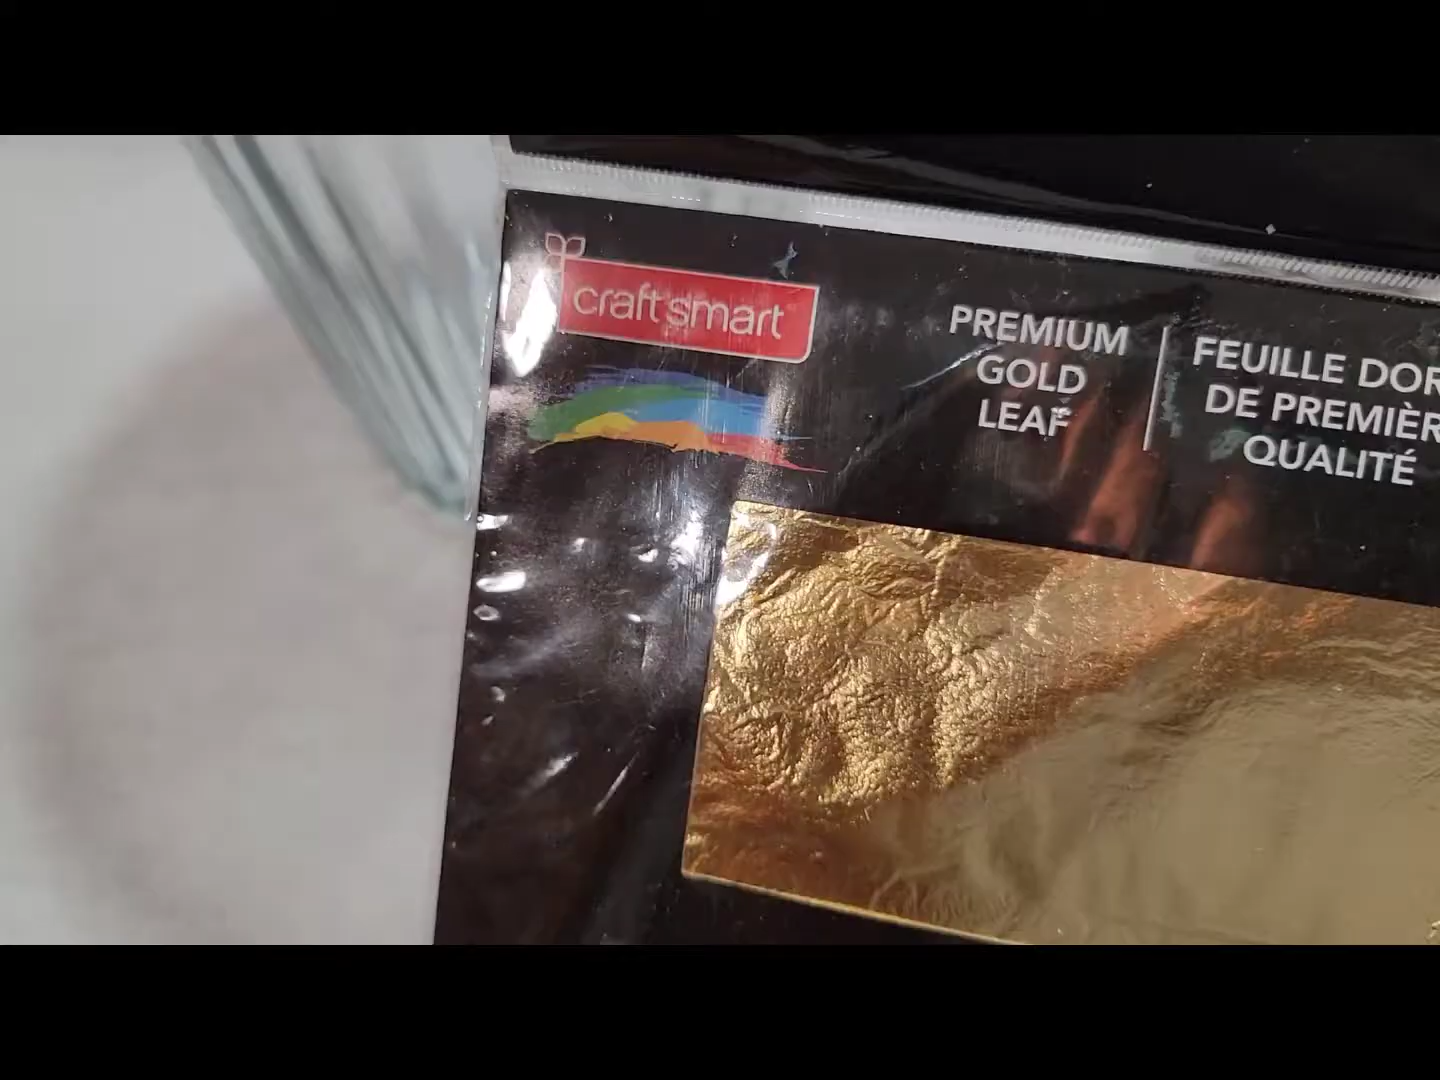 craft smart
PREMIUM
GOLD
LEAF
FEUILLE DOR
DE PREMIÈR
QUALITÉ